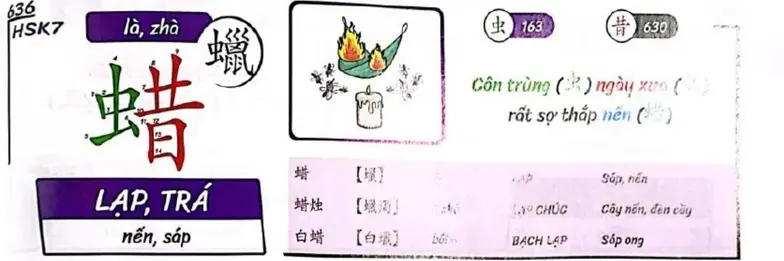 636
HSK7
là, zhà
蠟
蜡
LẠP, TRÁ
nến, sáp
虫 163
昔 630
Côn trùng (虫) ngày xưa (
rất sợ thắp nến (蜡)
蜡 【蠟】 Sáp, nến
蜡烛 【蠟燭】 CHÚC Cây nến, đèn cầy
白蜡 【白蠟】 BẠCH LẠP Sáp ong